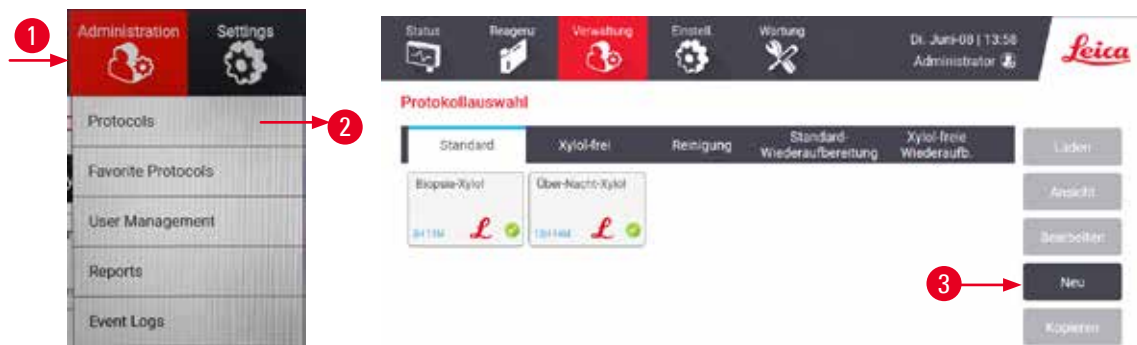 1
Administration Settings
Protocols
2
Favorite Protocols
User Management
Reports
Event Logs
Status Reagenz Verwaltung Einstell. Wartung
Di. Juni-08 | 13:58
Administrator
Leica
Protokollauswahl
Standard Xylol-frei Reinigung Standard-Wiederaufbereitung Xylol-freie Wiederaufb.
Biopsie-Xylol Über-Nacht-Xylol
Laden
Ansicht
Bearbeiten
3
Neu
Kopieren